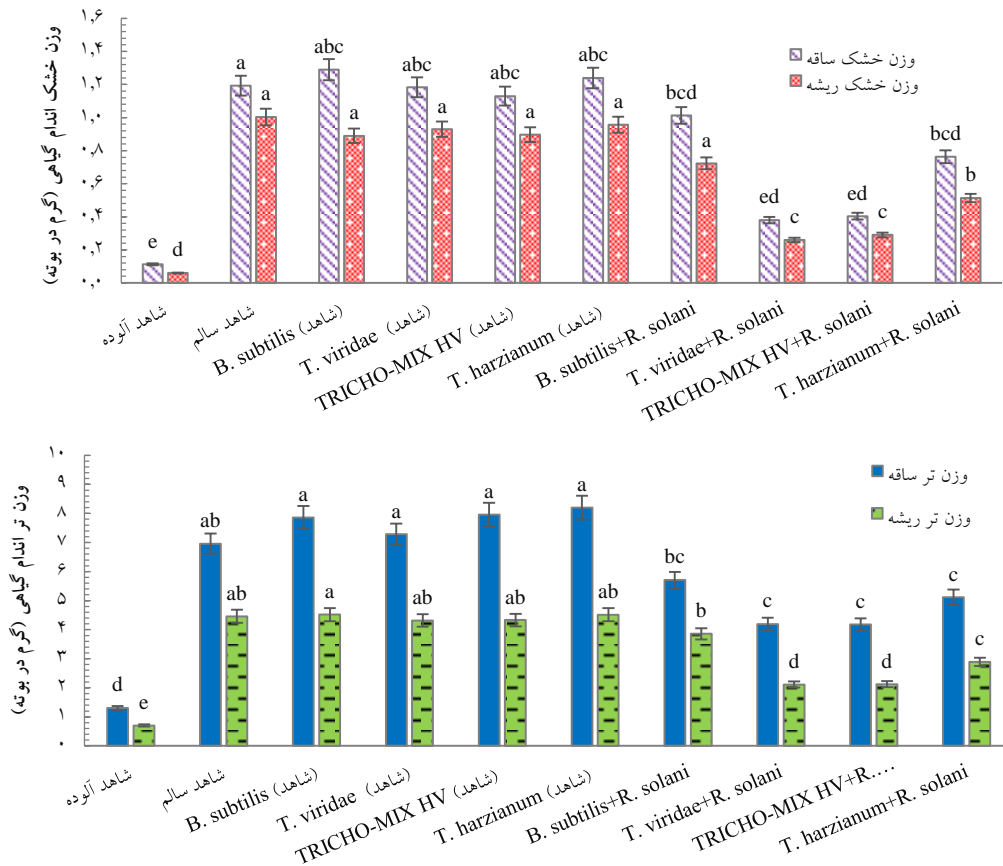 وزن خشک اندام گیاهی (گرم در بوته)
۱,۶
۱,۴
۱,۲
۱,۰
۰,۸
۰,۶
۰,۴
۰,۲
۰,۰
وزن خشک ساقه
وزن خشک ریشه
e d
a a
abc a
abc a
abc a
abc a
bcd a
ed c
ed c
bcd b
شاهد آلوده
شاهد سالم
B. subtilis (شاهد)
T. viridae (شاهد)
TRICHO-MIX HV (شاهد)
T. harzianum (شاهد)
B. subtilis+R. solani
T. viridae+R. solani
TRICHO-MIX HV+R. solani
T. harzianum+R. solani
وزن تر اندام گیاهی (گرم در بوته)
۱۰
۹
۸
۷
۶
۵
۴
۳
۲
۱
۰
وزن تر ساقه
وزن تر ریشه
d e
ab ab
a a
a ab
a ab
a ab
bc b
c d
c d
c c
شاهد آلوده
شاهد سالم
B. subtilis (شاهد)
T. viridae (شاهد)
TRICHO-MIX HV (شاهد)
T. harzianum (شاهد)
B. subtilis+R. solani
T. viridae+R. solani
TRICHO-MIX HV+R.…
T. harzianum+R. solani